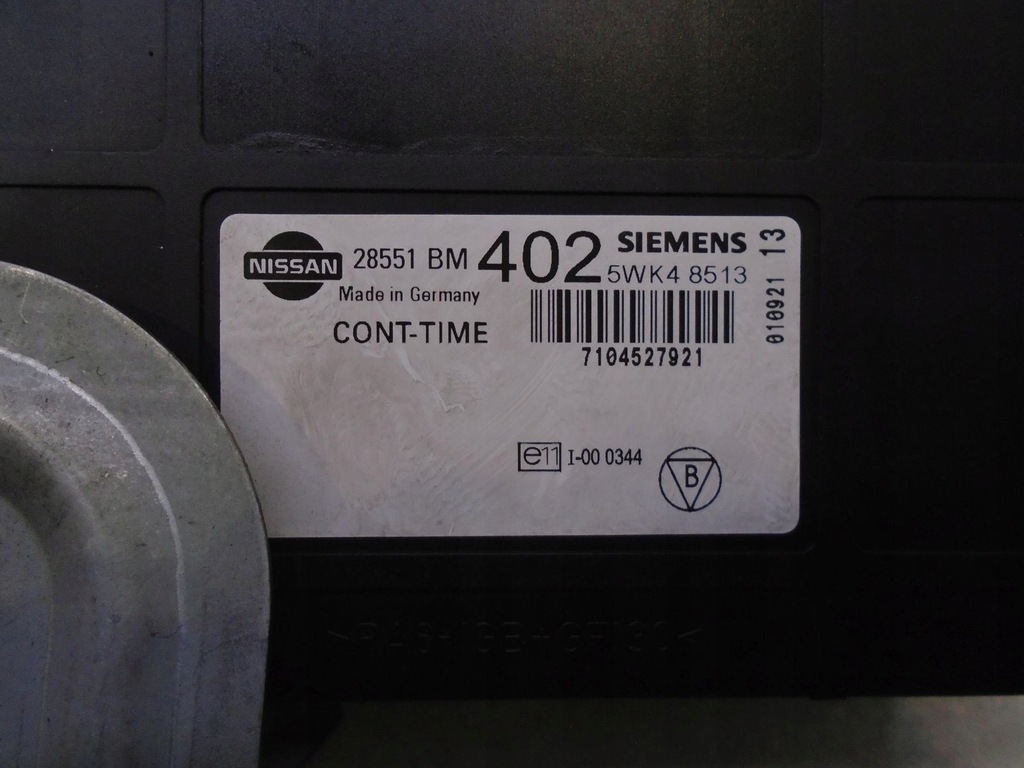 NISSAN 28551 BM 402 SIEMENS
5WK4 8513
Made in Germany
CONT-TIME
7104527921
010921 13
e11 I-00 0344
B